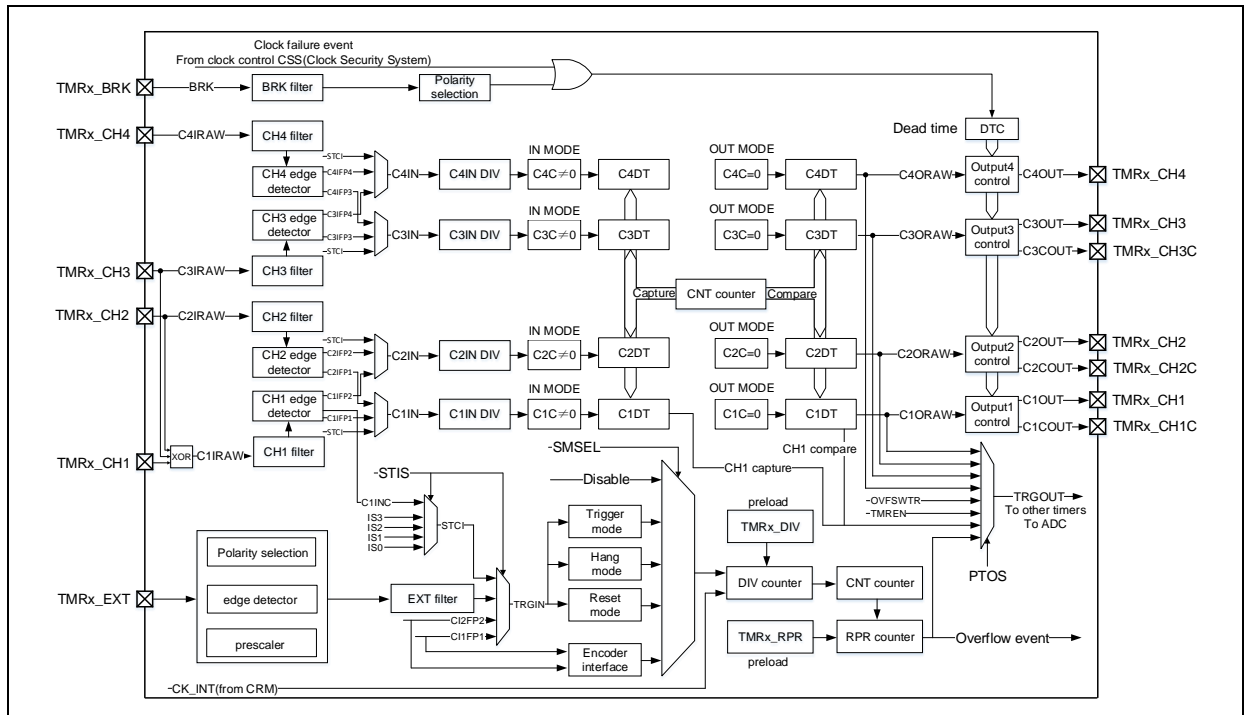 Clock failure event
From clock control CSS(Clock Security System)
TMRx_BRK
BRK
BRK filter
Polarity
selection
TMRx_CH4
C4IRAW
CH4 filter
CH4 edge
detector
STCI
C4IFP4
C4IFP3
C4IN
C4IN DIV
IN MODE
C4C≠0
C4DT
CH3 edge
detector
C3IFP4
C3IFP3
STCI
C3IN
C3IN DIV
IN MODE
C3C≠0
C3DT
TMRx_CH3
C3IRAW
CH3 filter
TMRx_CH2
C2IRAW
CH2 filter
CH2 edge
detector
STCI
C2IFP2
C2IFP1
C2IN
C2IN DIV
IN MODE
C2C≠0
C2DT
CH1 edge
detector
C1IFP2
C1IFP1
STCI
C1IN
C1IN DIV
IN MODE
C1C≠0
C1DT
TMRx_CH1
XOR
C1IRAW
CH1 filter
Capture
CNT counter
Compare
OUT MODE
C4C=0
C4DT
C4ORAW
OUT MODE
C3C=0
C3DT
C3ORAW
OUT MODE
C2C=0
C2DT
C2ORAW
OUT MODE
C1C=0
C1DT
C1ORAW
Dead time
DTC
Output4
control
C4OUT
TMRx_CH4
Output3
control
C3OUT
TMRx_CH3
C3COUT
TMRx_CH3C
Output2
control
C2OUT
TMRx_CH2
C2COUT
TMRx_CH2C
Output1
control
C1OUT
TMRx_CH1
C1COUT
TMRx_CH1C
STIS
C1INC
IS3
IS2
IS1
IS0
STCI
SMSEL
Disable
Trigger
mode
Hang
mode
Reset
mode
Encoder
interface
TRGIN
CH1 capture
CH1 compare
OVFSWTR
TMREN
TRGOUT
To other timers
To ADC
PTOS
TMRx_EXT
Polarity selection
edge detector
prescaler
EXT filter
CI2FP2
CI1FP1
CK_INT(from CRM)
preload
TMRx_DIV
DIV counter
CNT counter
TMRx_RPR
preload
RPR counter
Overflow event